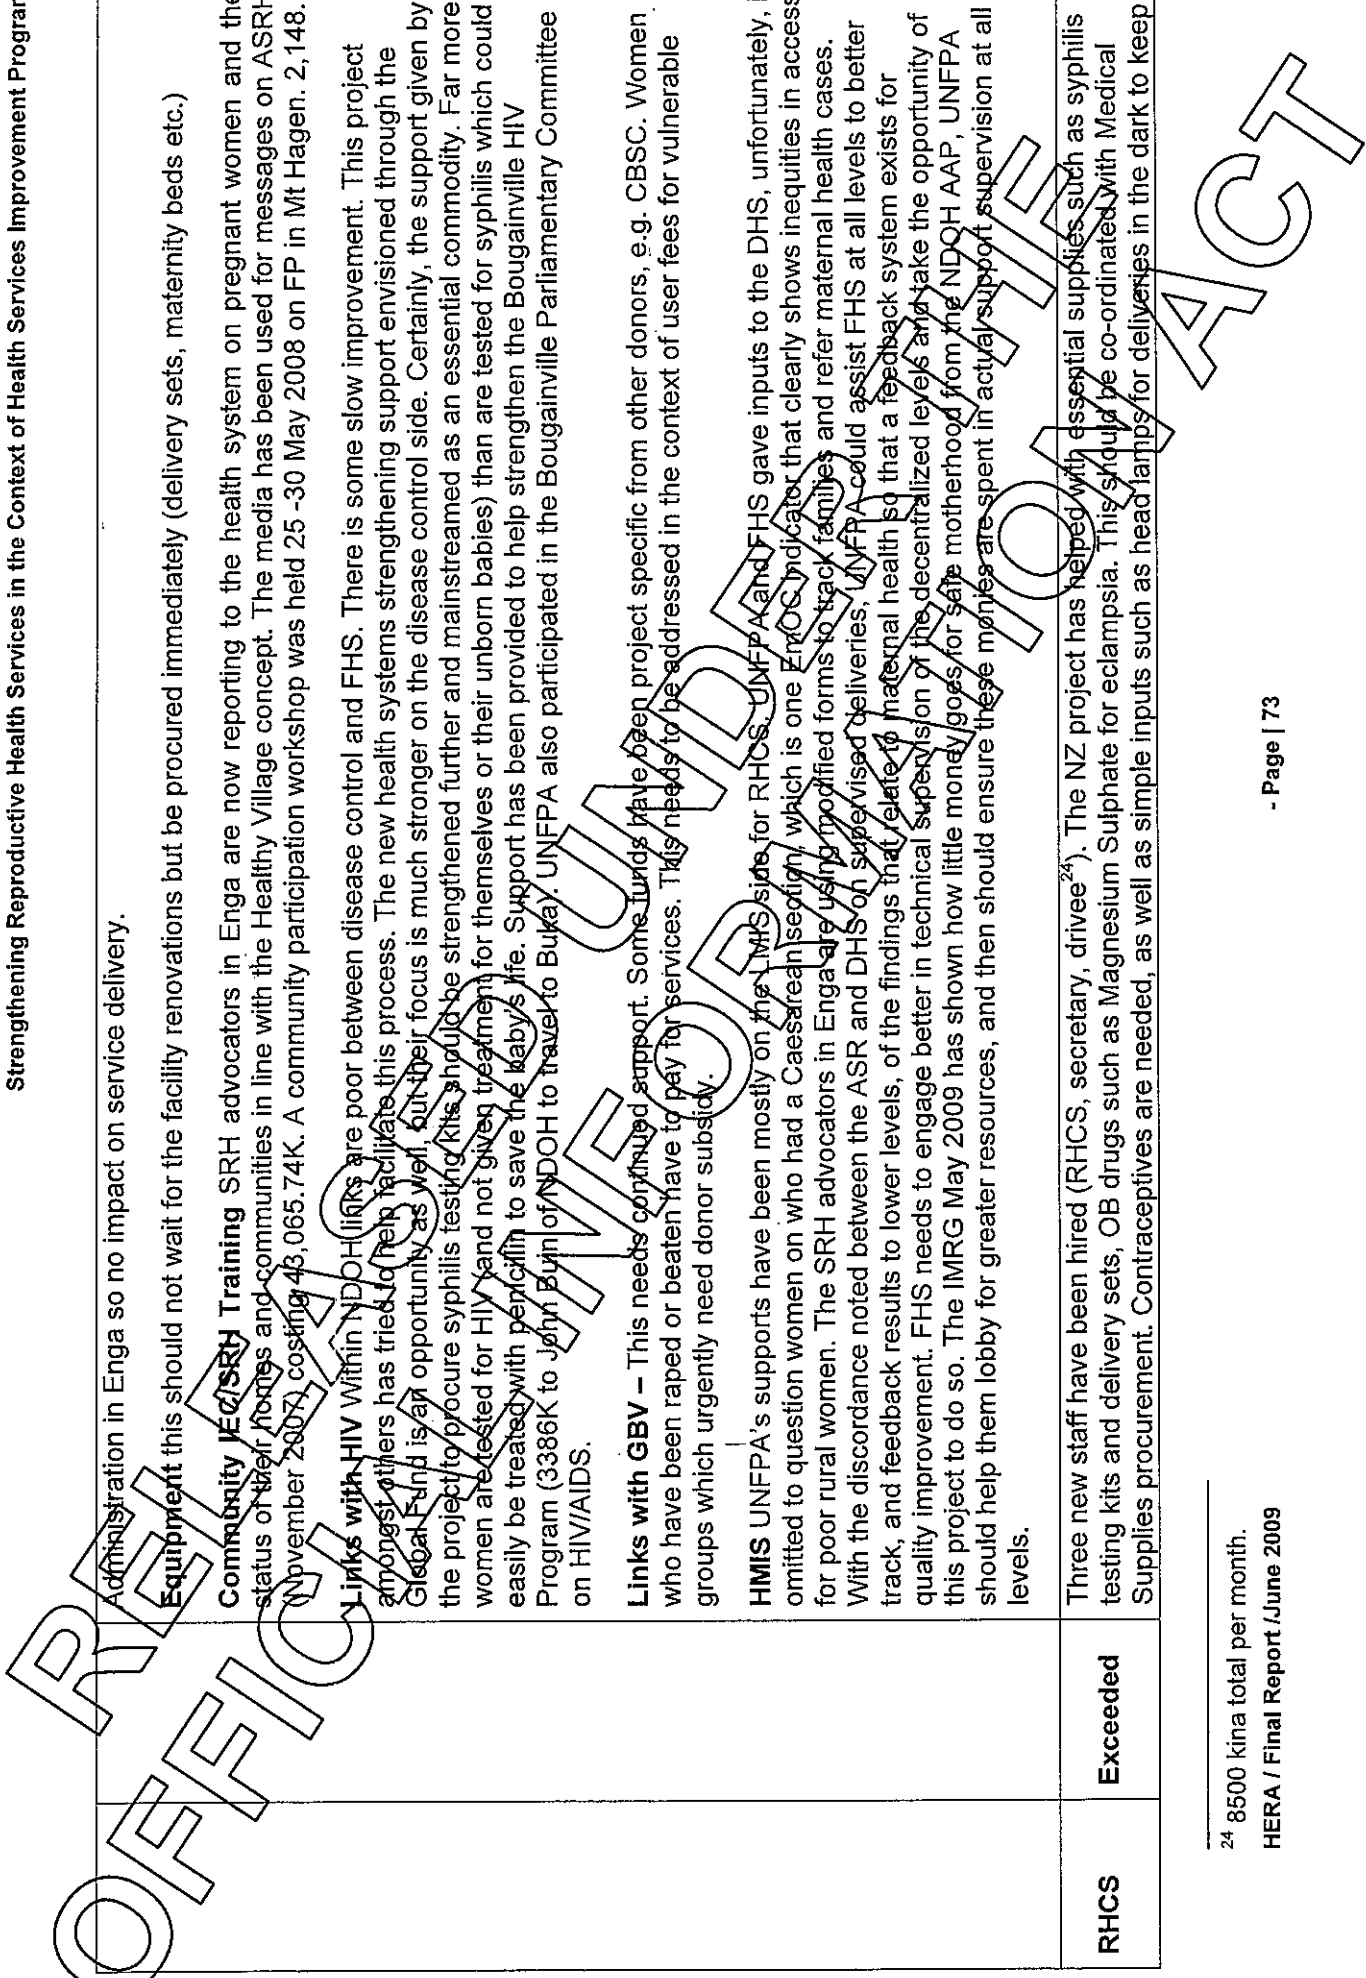 Strengthening Reproductive Health Services in the Context of Health Services Improvement Program
Administration in Enga so no impact on service delivery.
Equipment this should not wait for the facility renovations but be procured immediately (delivery sets, maternity beds etc.)
Community IEC/SRH Training SRH advocators in Enga are now reporting to the health system on pregnant women and the
status of their homes and communities in line with the Healthy Village concept. The media has been used for messages on ASRH
(November 2007) costing 43,065.74K. A community participation workshop was held 25 -30 May 2008 on FP in Mt Hagen. 2,148.
Links with HIV Within NDOH links are poor between disease control and FHS. There is some slow improvement. This project
amongst others has tried to help facilitate this process. The new health systems strengthening support envisioned through the
Global Fund is an opportunity as well, but their focus is much stronger on the disease control side. Certainly, the support given by
the project to procure syphilis testing kits should be strengthened further and mainstreamed as an essential commodity. Far more
women are tested for HIV (and not given treatment for themselves or their unborn babies) than are tested for syphilis which could
easily be treated with penicillin to save the baby's life. Support has been provided to help strengthen the Bougainville HIV
Program (3386K to John Buin of NDOH to travel to Bukay. UNFPA also participated in the Bougainville Parliamentary Committee
on HIV/AIDS.
Links with GBV – This needs continued support. Some funds have been project specific from other donors, e.g. CBSC. Women
who have been raped or beaten have to pay for services. This needs to be addressed in the context of user fees for vulnerable
groups which urgently need donor subsidy.
HMIS UNFPA's supports have been mostly on the LMIS side for RHCS. UNFPA and FHS gave inputs to the DHS, unfortunately, i
omitted to question women on who had a Caesarean section, which is one EmOC indicator that clearly shows inequities in access
for poor rural women. The SRH advocators in Enga are using modified forms to track families and refer maternal health cases.
With the discordance noted between the ASR and DHS on supervised deliveries, UNFPA could assist FHS at all levels to better
track, and feedback results to lower levels, of the findings that relate to maternal health so that a feedback system exists for
quality improvement. FHS needs to engage better in technical supervision of the decentralized levels and take the opportunity of
this project to do so. The IMRG May 2009 has shown how little money goes for safe motherhood from the NDOH AAP, UNFPA
should help them lobby for greater resources, and then should ensure these monies are spent in actual support supervision at all
levels.
RHCS Exceeded Three new staff have been hired (RHCS, secretary, drivee24). The NZ project has helped with essential supplies such as syphilis
testing kits and delivery sets, OB drugs such as Magnesium Sulphate for eclampsia. This should be co-ordinated with Medical
Supplies procurement. Contraceptives are needed, as well as simple inputs such as head lamps for deliveries in the dark to keep
24 8500 kina total per month.
HERA / Final Report /June 2009
- Page | 73
RELEASED UNDER THE
OFFICIAL INFORMATION ACT